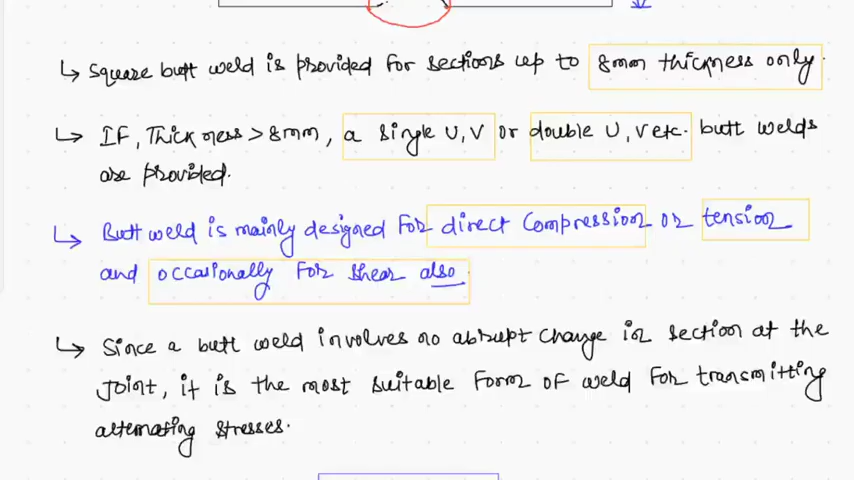 ↳ Square butt weld is provided for sections up to 8mm thickness only.
↳ If, Thickness > 8mm, a single U, V or double U, V etc. butt welds
are provided.
↳ Butt weld is mainly designed for direct compression or tension
and occasionally for shear also.
↳ Since a butt weld involves no abrupt change in section at the
joint, it is the most suitable form of weld for transmitting
alternating stresses.